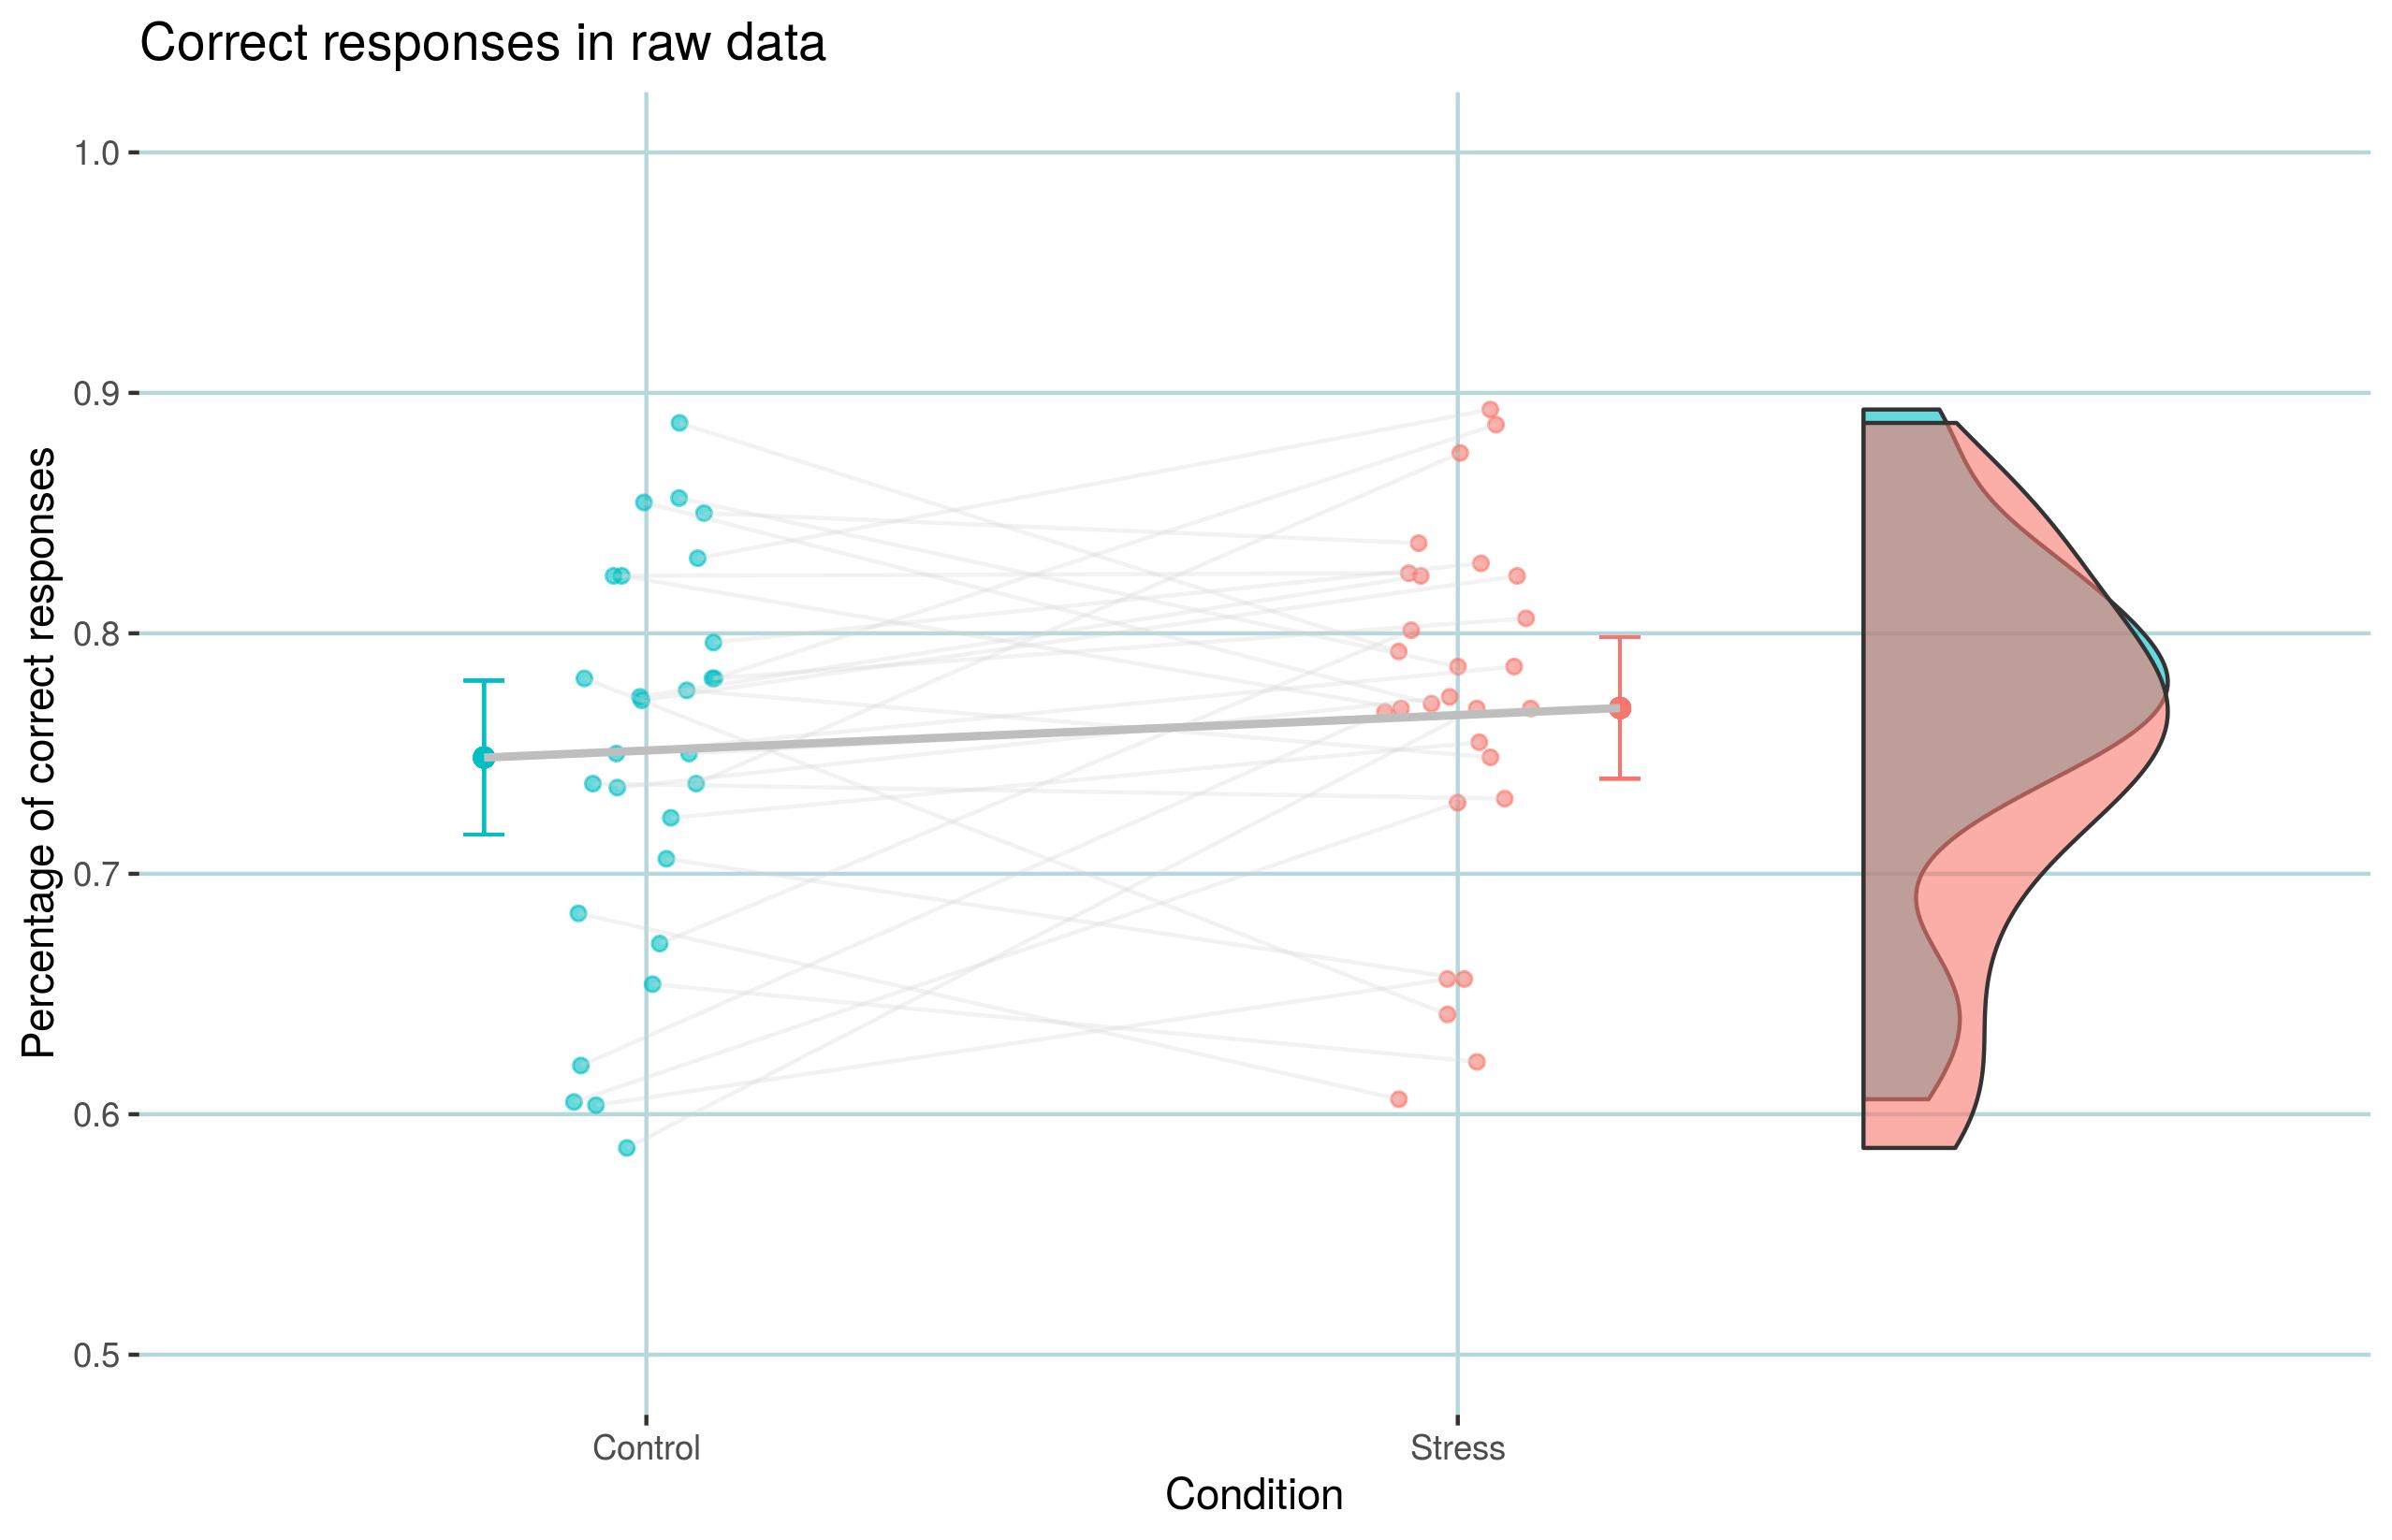 Correct responses in raw data
1.0
0.9
0.8
0.7
0.6
0.5
Percentage of correct responses
Control
Stress
Condition